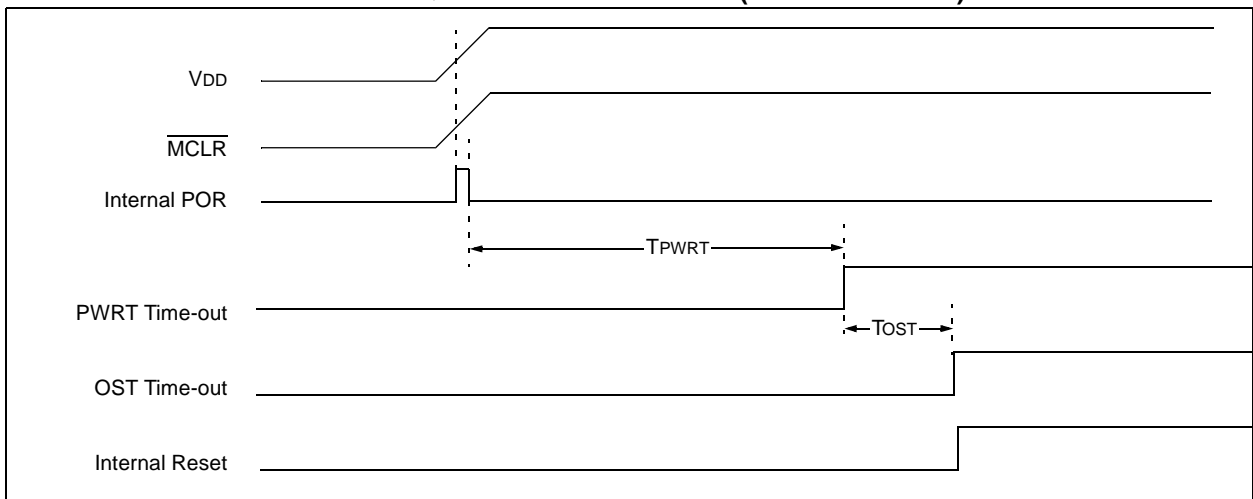 VDD
MCLR
Internal POR
TPWRT
PWRT Time-out
TOST
OST Time-out
Internal Reset